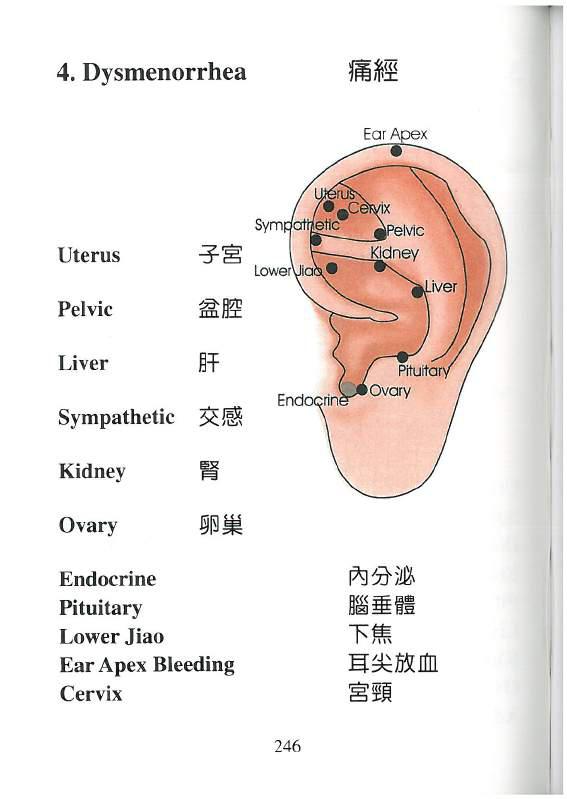 4. Dysmenorrhea 痛經
Ear Apex
Uterus
Cervix
Sympathetic
Pelvic
Kidney
Lower Jiao
Liver
Pituitary
Ovary
Endocrine
Uterus 子宮
Pelvic 盆腔
Liver 肝
Sympathetic 交感
Kidney 腎
Ovary 卵巢
Endocrine 內分泌
Pituitary 腦垂體
Lower Jiao 下焦
Ear Apex Bleeding 耳尖放血
Cervix 宮頸
246